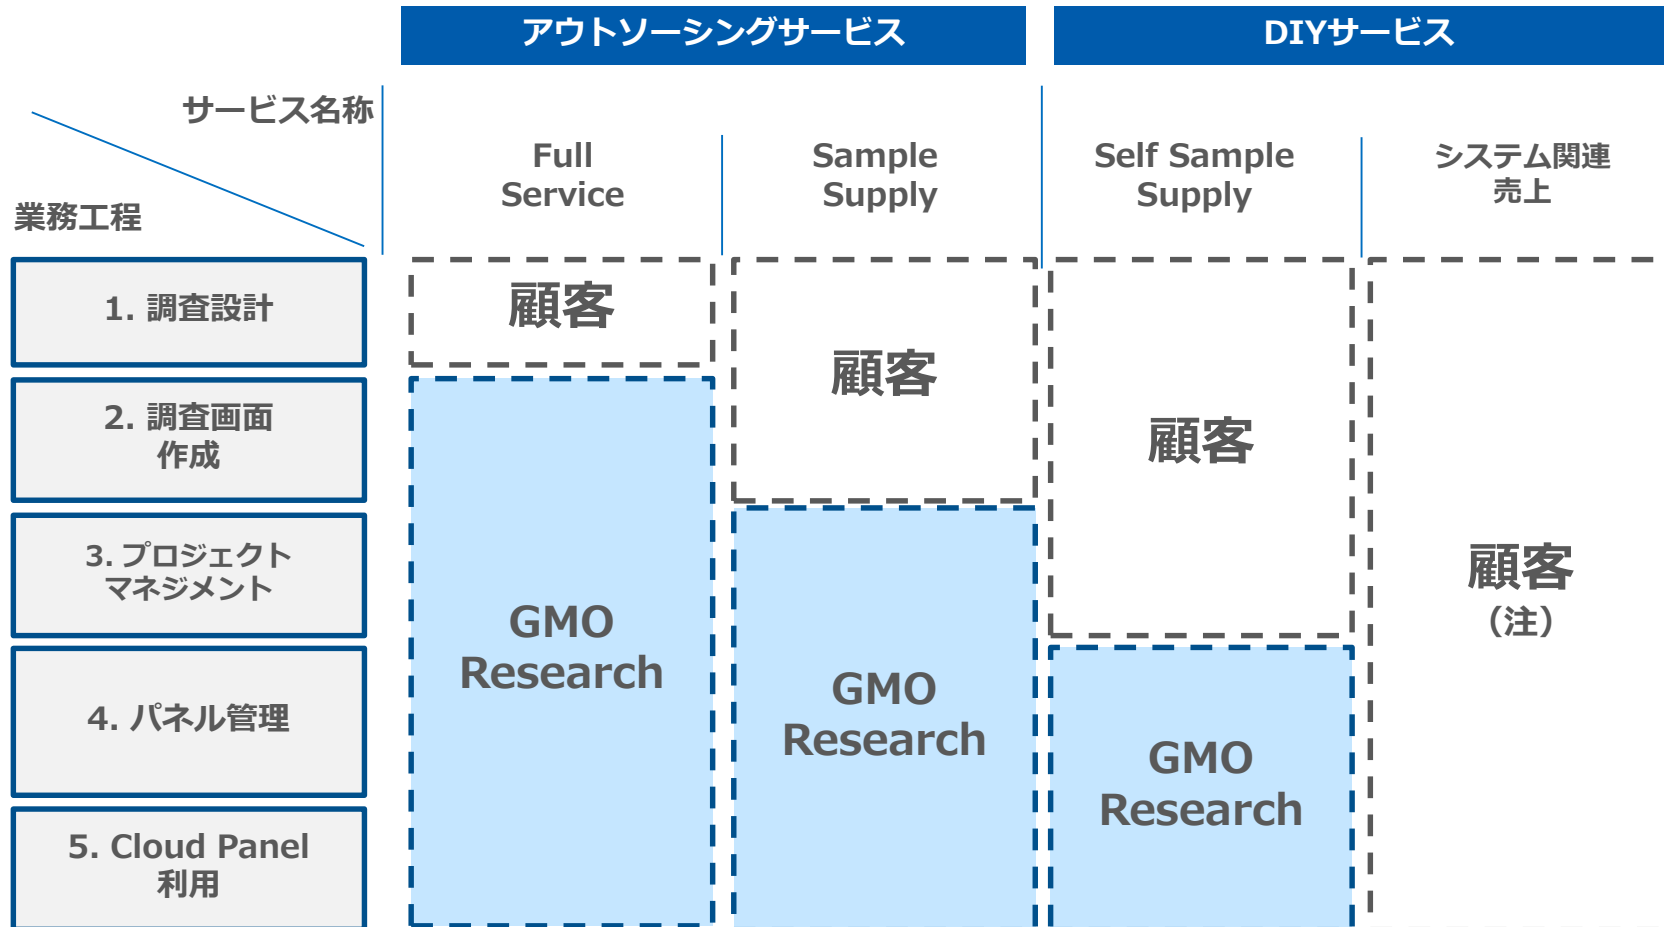 アウトソーシングサービス
DIYサービス
サービス名称
業務工程
Full
Service
Sample
Supply
Self Sample
Supply
システム関連
売上
1. 調査設計
2. 調査画面
作成
3. プロジェクト
マネジメント
4. パネル管理
5. Cloud Panel
利用
顧客
GMO
Research
顧客
GMO
Research
顧客
GMO
Research
顧客
（注）